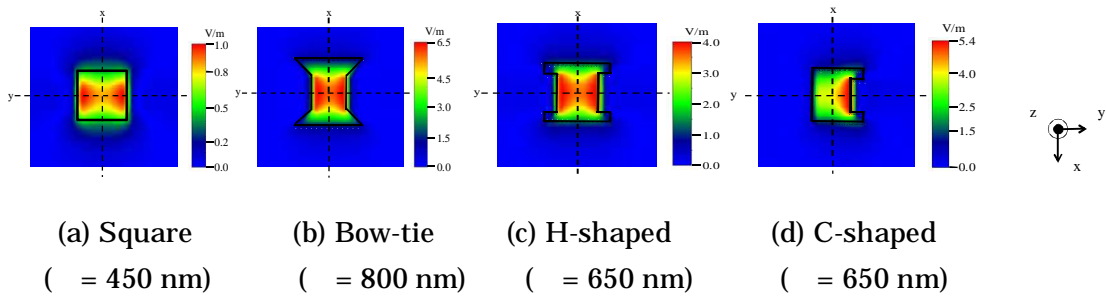 x
V/m
1.0
0.8
0.5
0.3
0.0
y
x
V/m
6.5
4.5
3.0
1.5
0.0
y
x
V/m
4.0
3.0
2.0
1.0
0.0
y
x
V/m
5.4
4.5
2.5
1.5
0.0
y
z
y
x
(a) Square
(b) Bow-tie
(c) H-shaped
(d) C-shaped
( = 450 nm)
( = 800 nm)
( = 650 nm)
( = 650 nm)